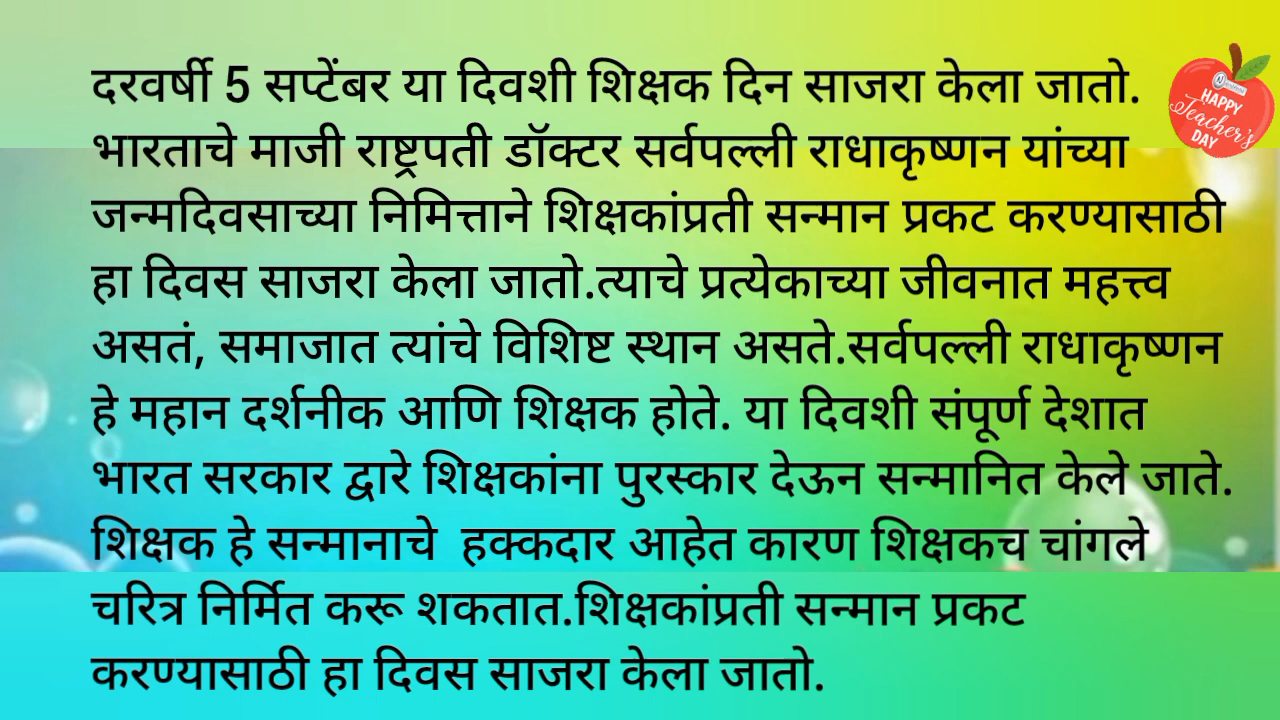 दरवर्षी 5 सप्टेंबर या दिवशी शिक्षक दिन साजरा केला जातो.
भारताचे माजी राष्ट्रपती डॉक्टर सर्वपल्ली राधाकृष्णन यांच्या
जन्मदिवसाच्या निमित्ताने शिक्षकांप्रती सन्मान प्रकट करण्यासाठी
हा दिवस साजरा केला जातो.त्याचे प्रत्येकाच्या जीवनात महत्त्व
असतं, समाजात त्यांचे विशिष्ट स्थान असते.सर्वपल्ली राधाकृष्णन
हे महान दर्शनीक आणि शिक्षक होते. या दिवशी संपूर्ण देशात
भारत सरकार द्वारे शिक्षकांना पुरस्कार देऊन सन्मानित केले जाते.
शिक्षक हे सन्मानाचे  हक्कदार आहेत कारण शिक्षकच चांगले
चरित्र निर्मित करू शकतात.शिक्षकांप्रती सन्मान प्रकट
करण्यासाठी हा दिवस साजरा केला जातो.
HAPPY
Teacher's
DAY